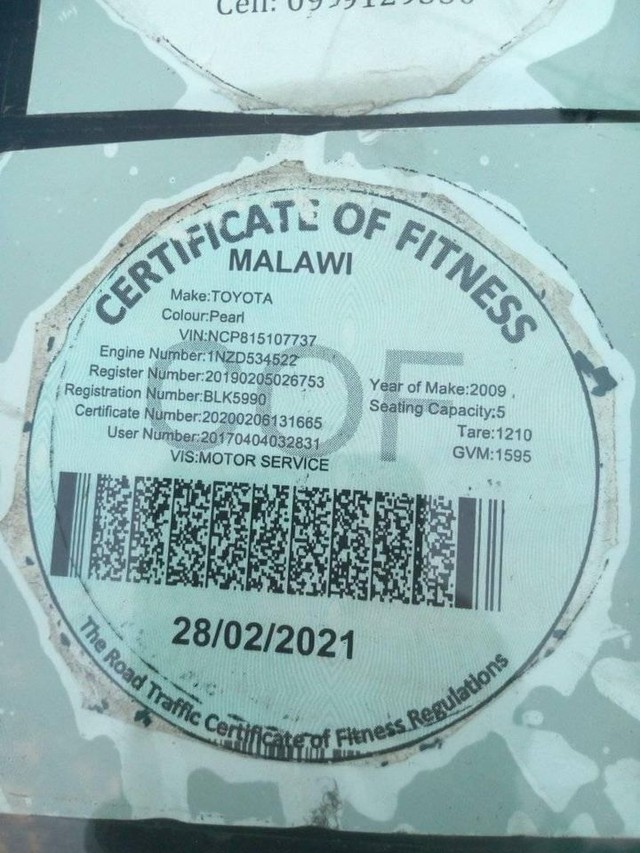 Cell:
CERTIFICATE OF FITNESS
MALAWI
Make:TOYOTA
Colour:Pearl
VIN:NCP815107737
Engine Number:1NZD534522
Register Number:20190205026753
Registration Number:BLK5990
Certificate Number:20200206131665
User Number:20170404032831
VIS:MOTOR SERVICE
Year of Make:2009
Seating Capacity:5
Tare:1210
GVM:1595
COF
28/02/2021
The Road Traffic Certificate of Fitness Regulations